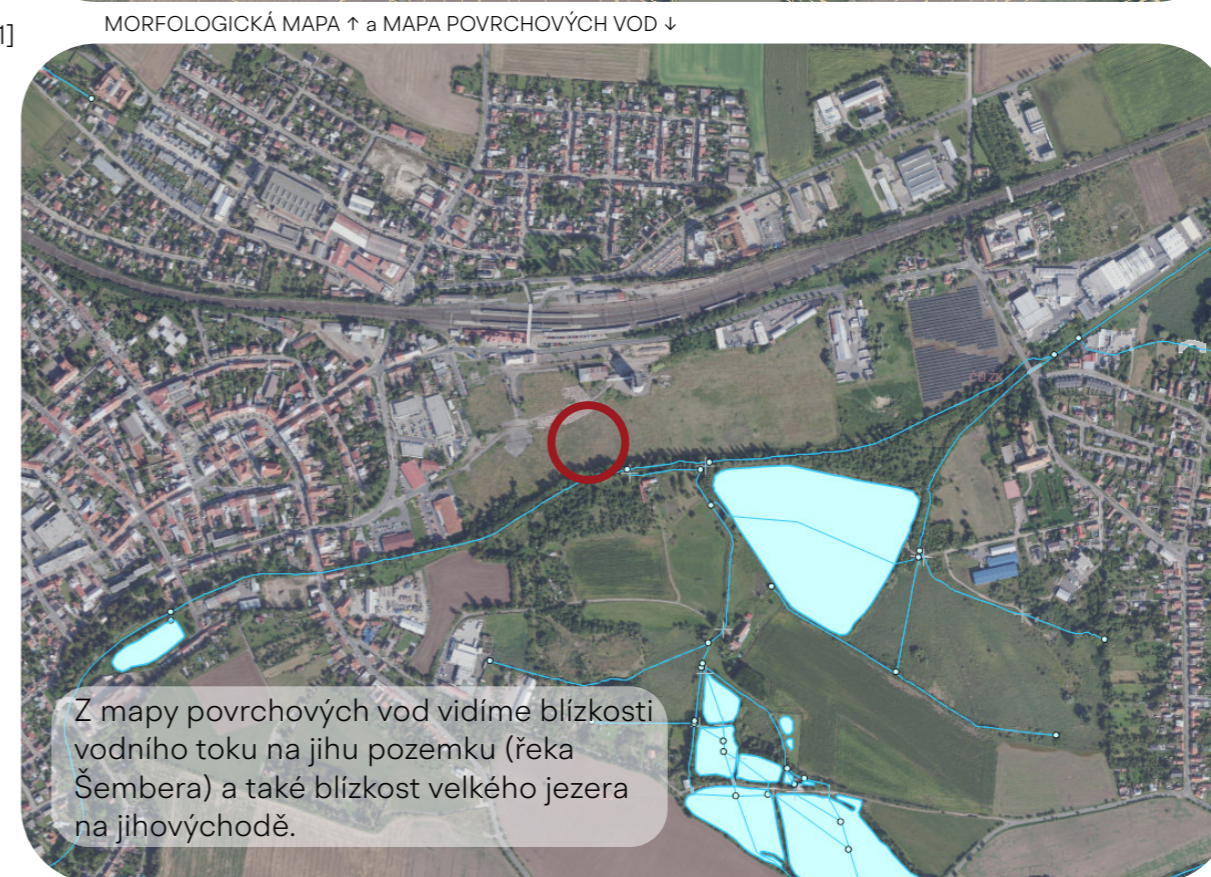 1]
MORFOLOGICKÁ MAPA ↑ a MAPA POVRCHOVÝCH VOD ↓
Z mapy povrchových vod vidíme blízkosti
vodního toku na jihu pozemku (řeka
Šembera) a také blízkost velkého jezera
na jihovýchodě.